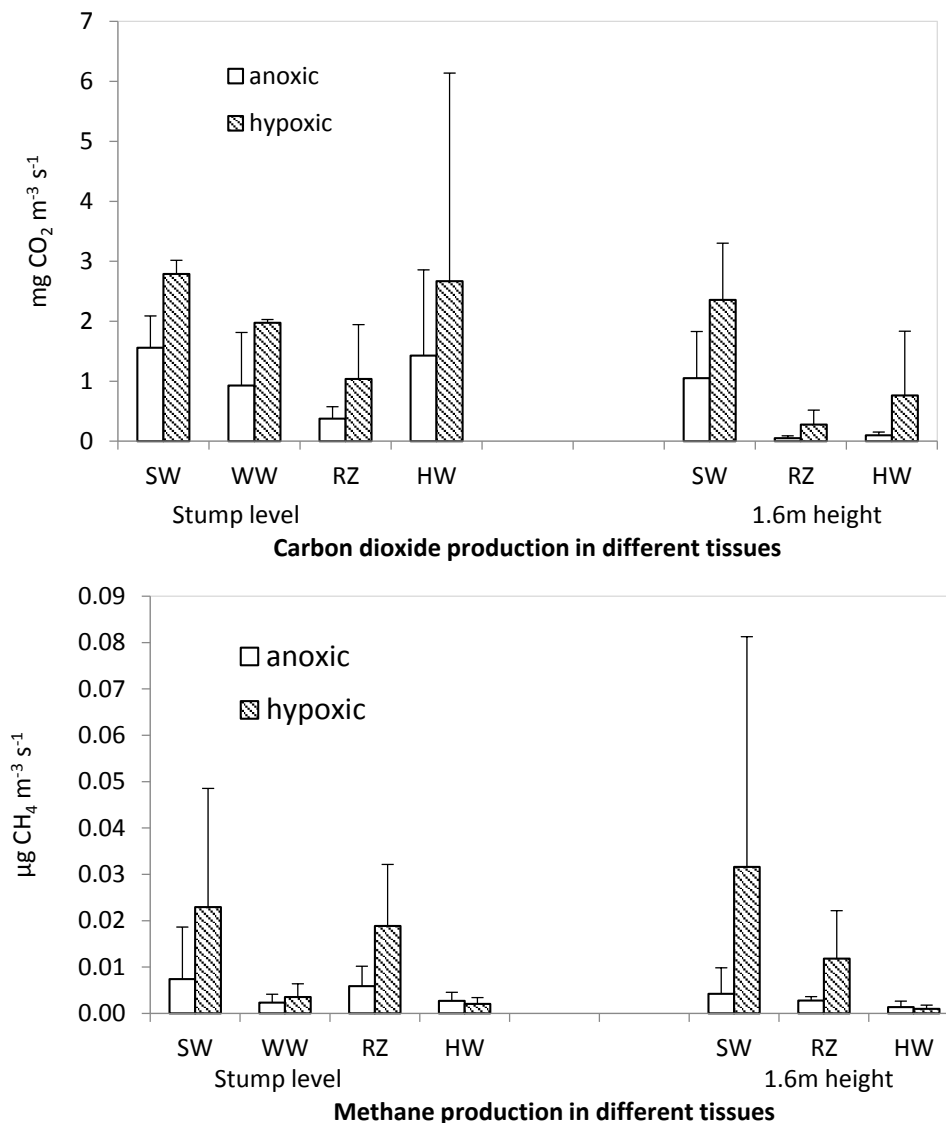 7
6
5
4
3
2
1
0
mg CO₂ m⁻³ s⁻¹
anoxic
hypoxic
SW WW RZ HW SW RZ HW
Stump level 1.6m height
Carbon dioxide production in different tissues
0.09
0.08
0.07
0.06
0.05
0.04
0.03
0.02
0.01
0.00
µg CH₄ m⁻³ s⁻¹
anoxic
hypoxic
SW WW RZ HW SW RZ HW
Stump level 1.6m height
Methane production in different tissues